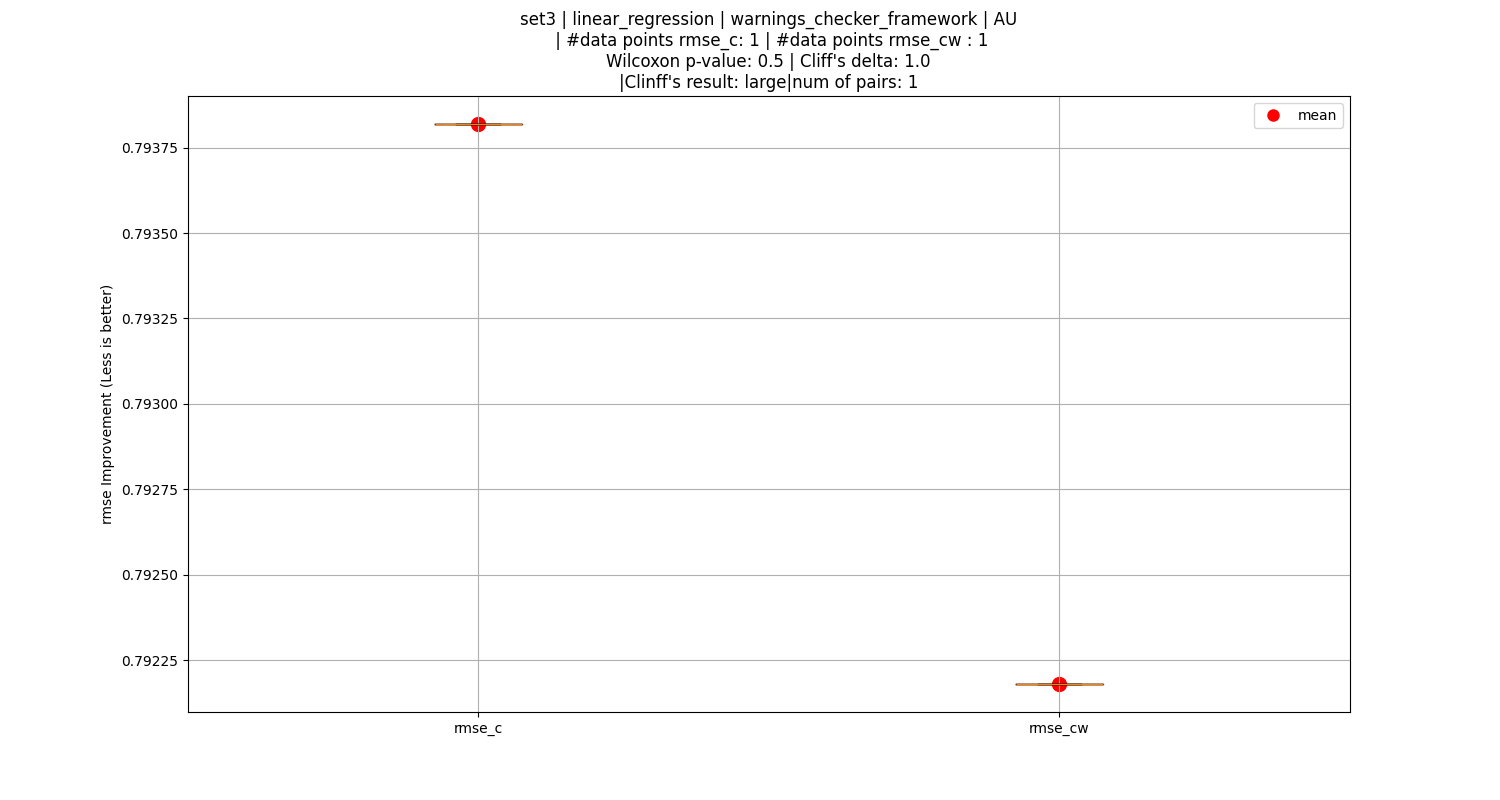 set3 | linear_regression | warnings_checker_framework | AU
| #data points rmse_c: 1 | #data points rmse_cw : 1
Wilcoxon p-value: 0.5 | Cliff's delta: 1.0
|Clinff's result: large|num of pairs: 1
mean
rmse Improvement (Less is better)
0.79375
0.79350
0.79325
0.79300
0.79275
0.79250
0.79225
rmse_c
rmse_cw